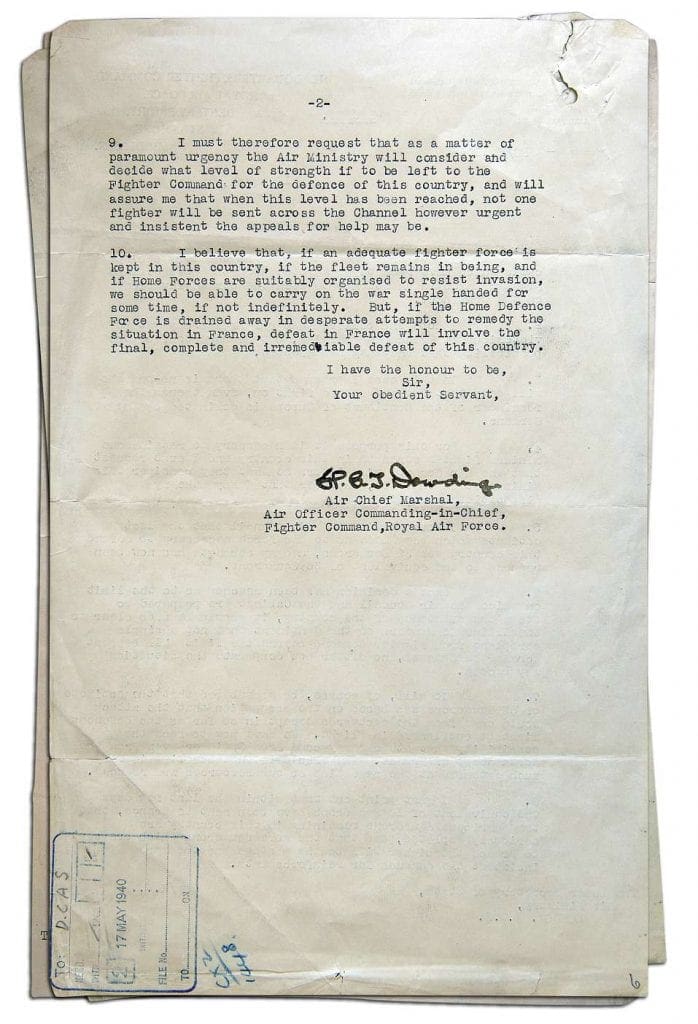 -2-
9. I must therefore request that as a matter of
paramount urgency the Air Ministry will consider and
decide what level of strength if to be left to the
Fighter Command for the defence of this country, and will
assure me that when this level has been reached, not one
fighter will be sent across the Channel however urgent
and insistent the appeals for help may be.
10. I believe that, if an adequate fighter force is
kept in this country, if the fleet remains in being, and
if Home Forces are suitably organised to resist invasion,
we should be able to carry on the war single handed for
some time, if not indefinitely. But, if the Home Defence
Force is drained away in desperate attempts to remedy the
situation in France, defeat in France will involve the
final, complete and irremediable defeat of this country.
I have the honour to be,
Sir,
Your obedient Servant,
Dowding
Air Chief Marshal,
Air Officer Commanding-in-Chief,
Fighter Command,Royal Air Force.
TO: D.C.A.S
17 MAY 1940
FILE No.
TO
6